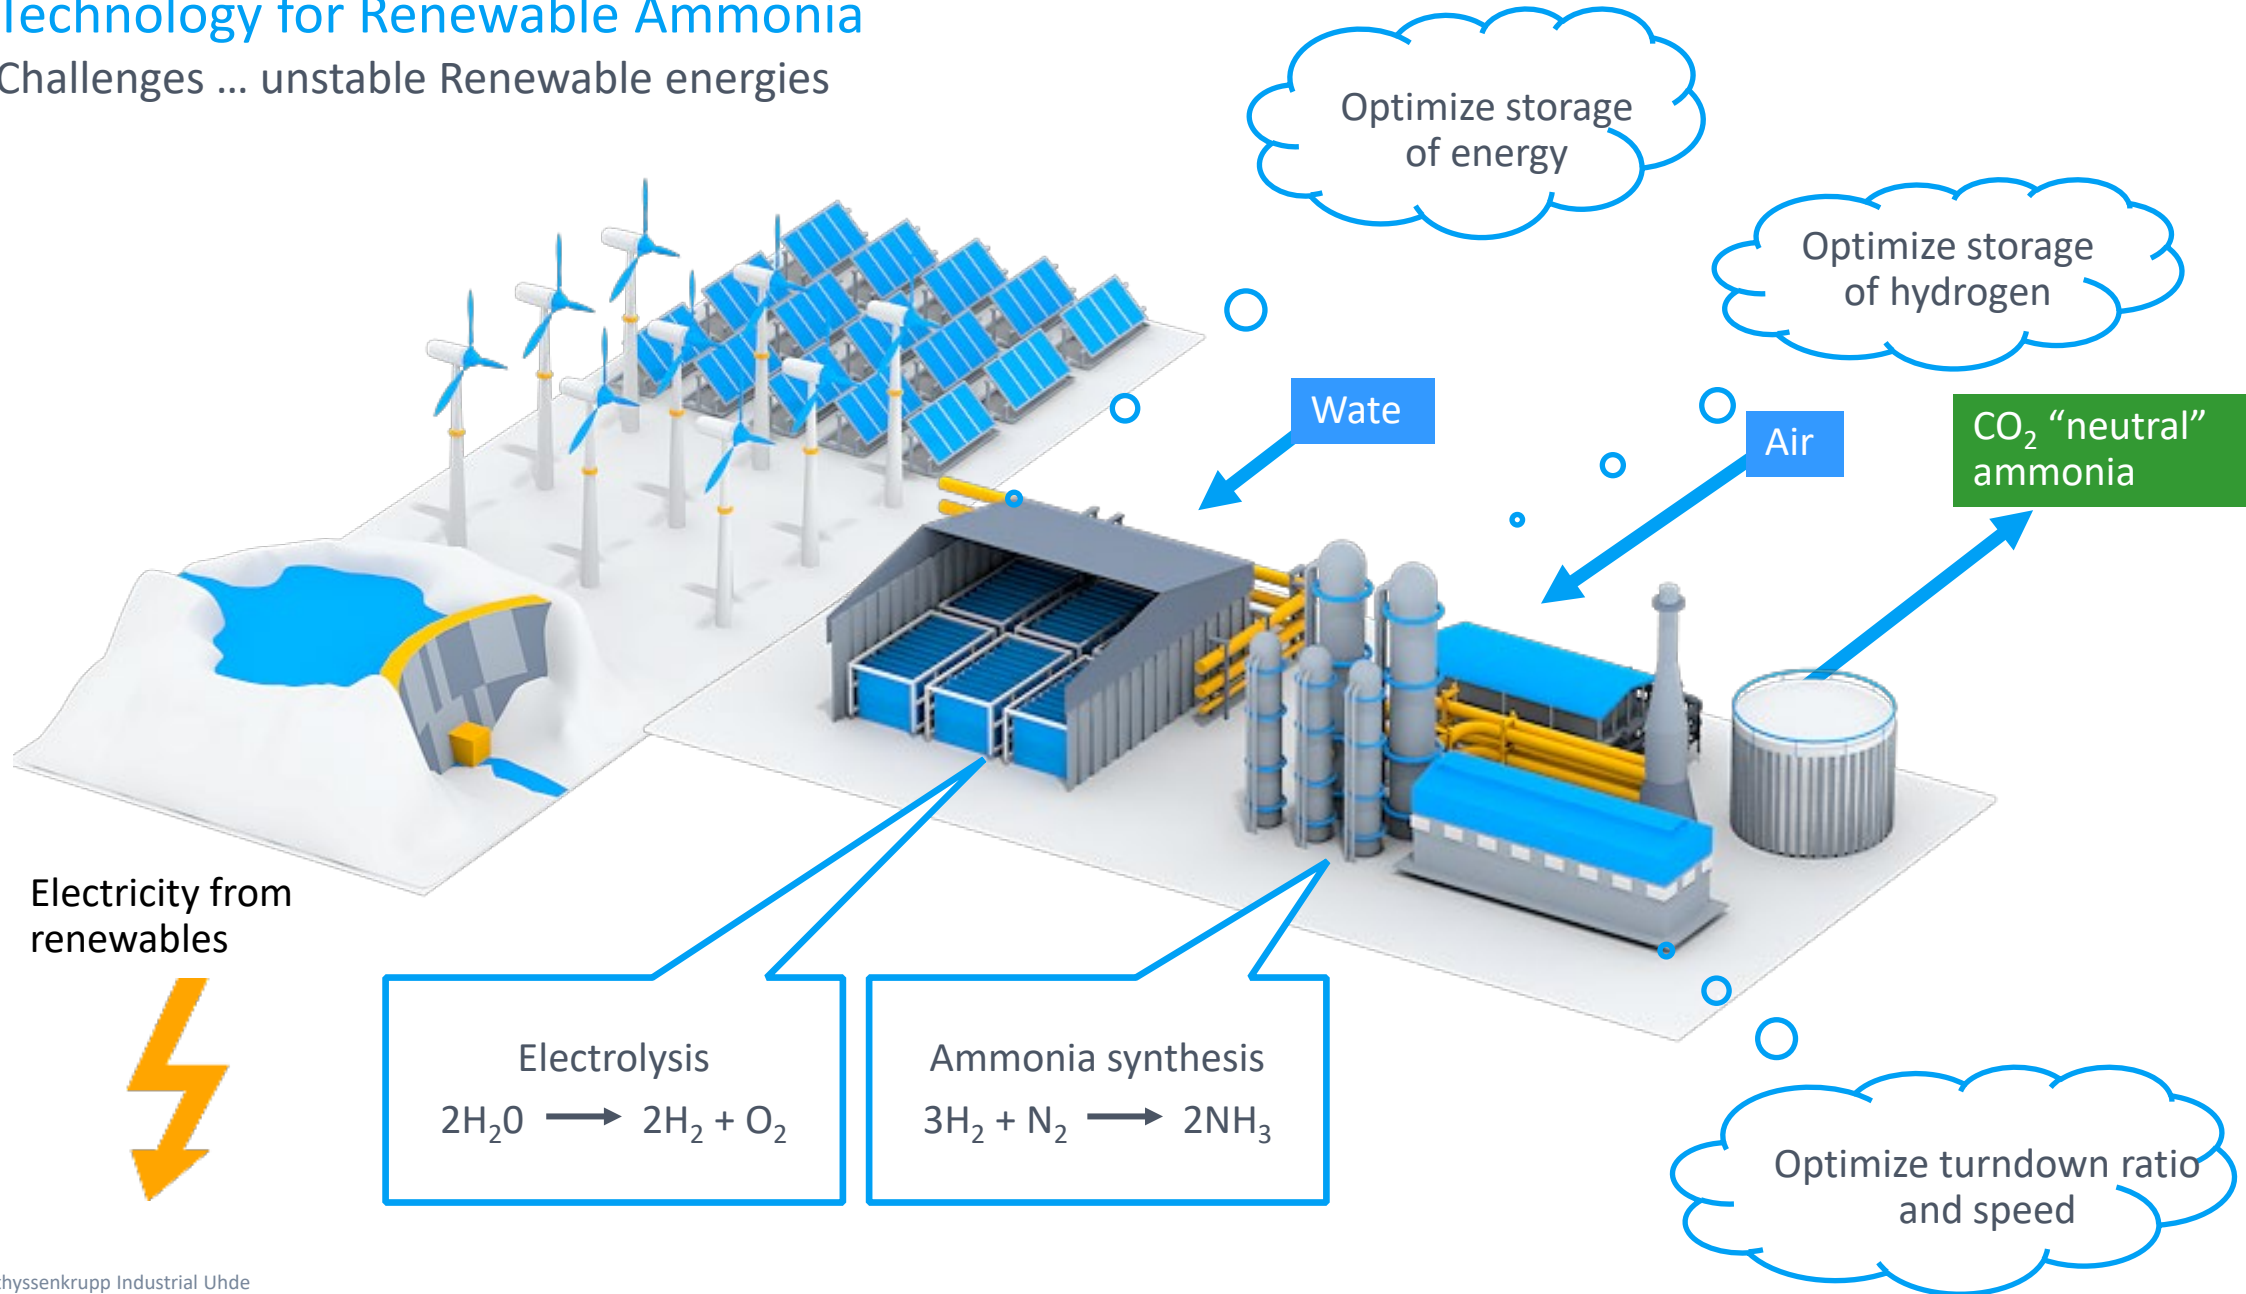 Technology for Renewable Ammonia
Challenges … unstable Renewable energies
Optimize storage
of energy
Optimize storage
of hydrogen
Wate
Air
CO₂ “neutral”
ammonia
Electricity from
renewables
Electrolysis
2H₂0 → 2H₂ + O₂
Ammonia synthesis
3H₂ + N₂ → 2NH₃
Optimize turndown ratio
and speed
thyssenkrupp Industrial Uhde